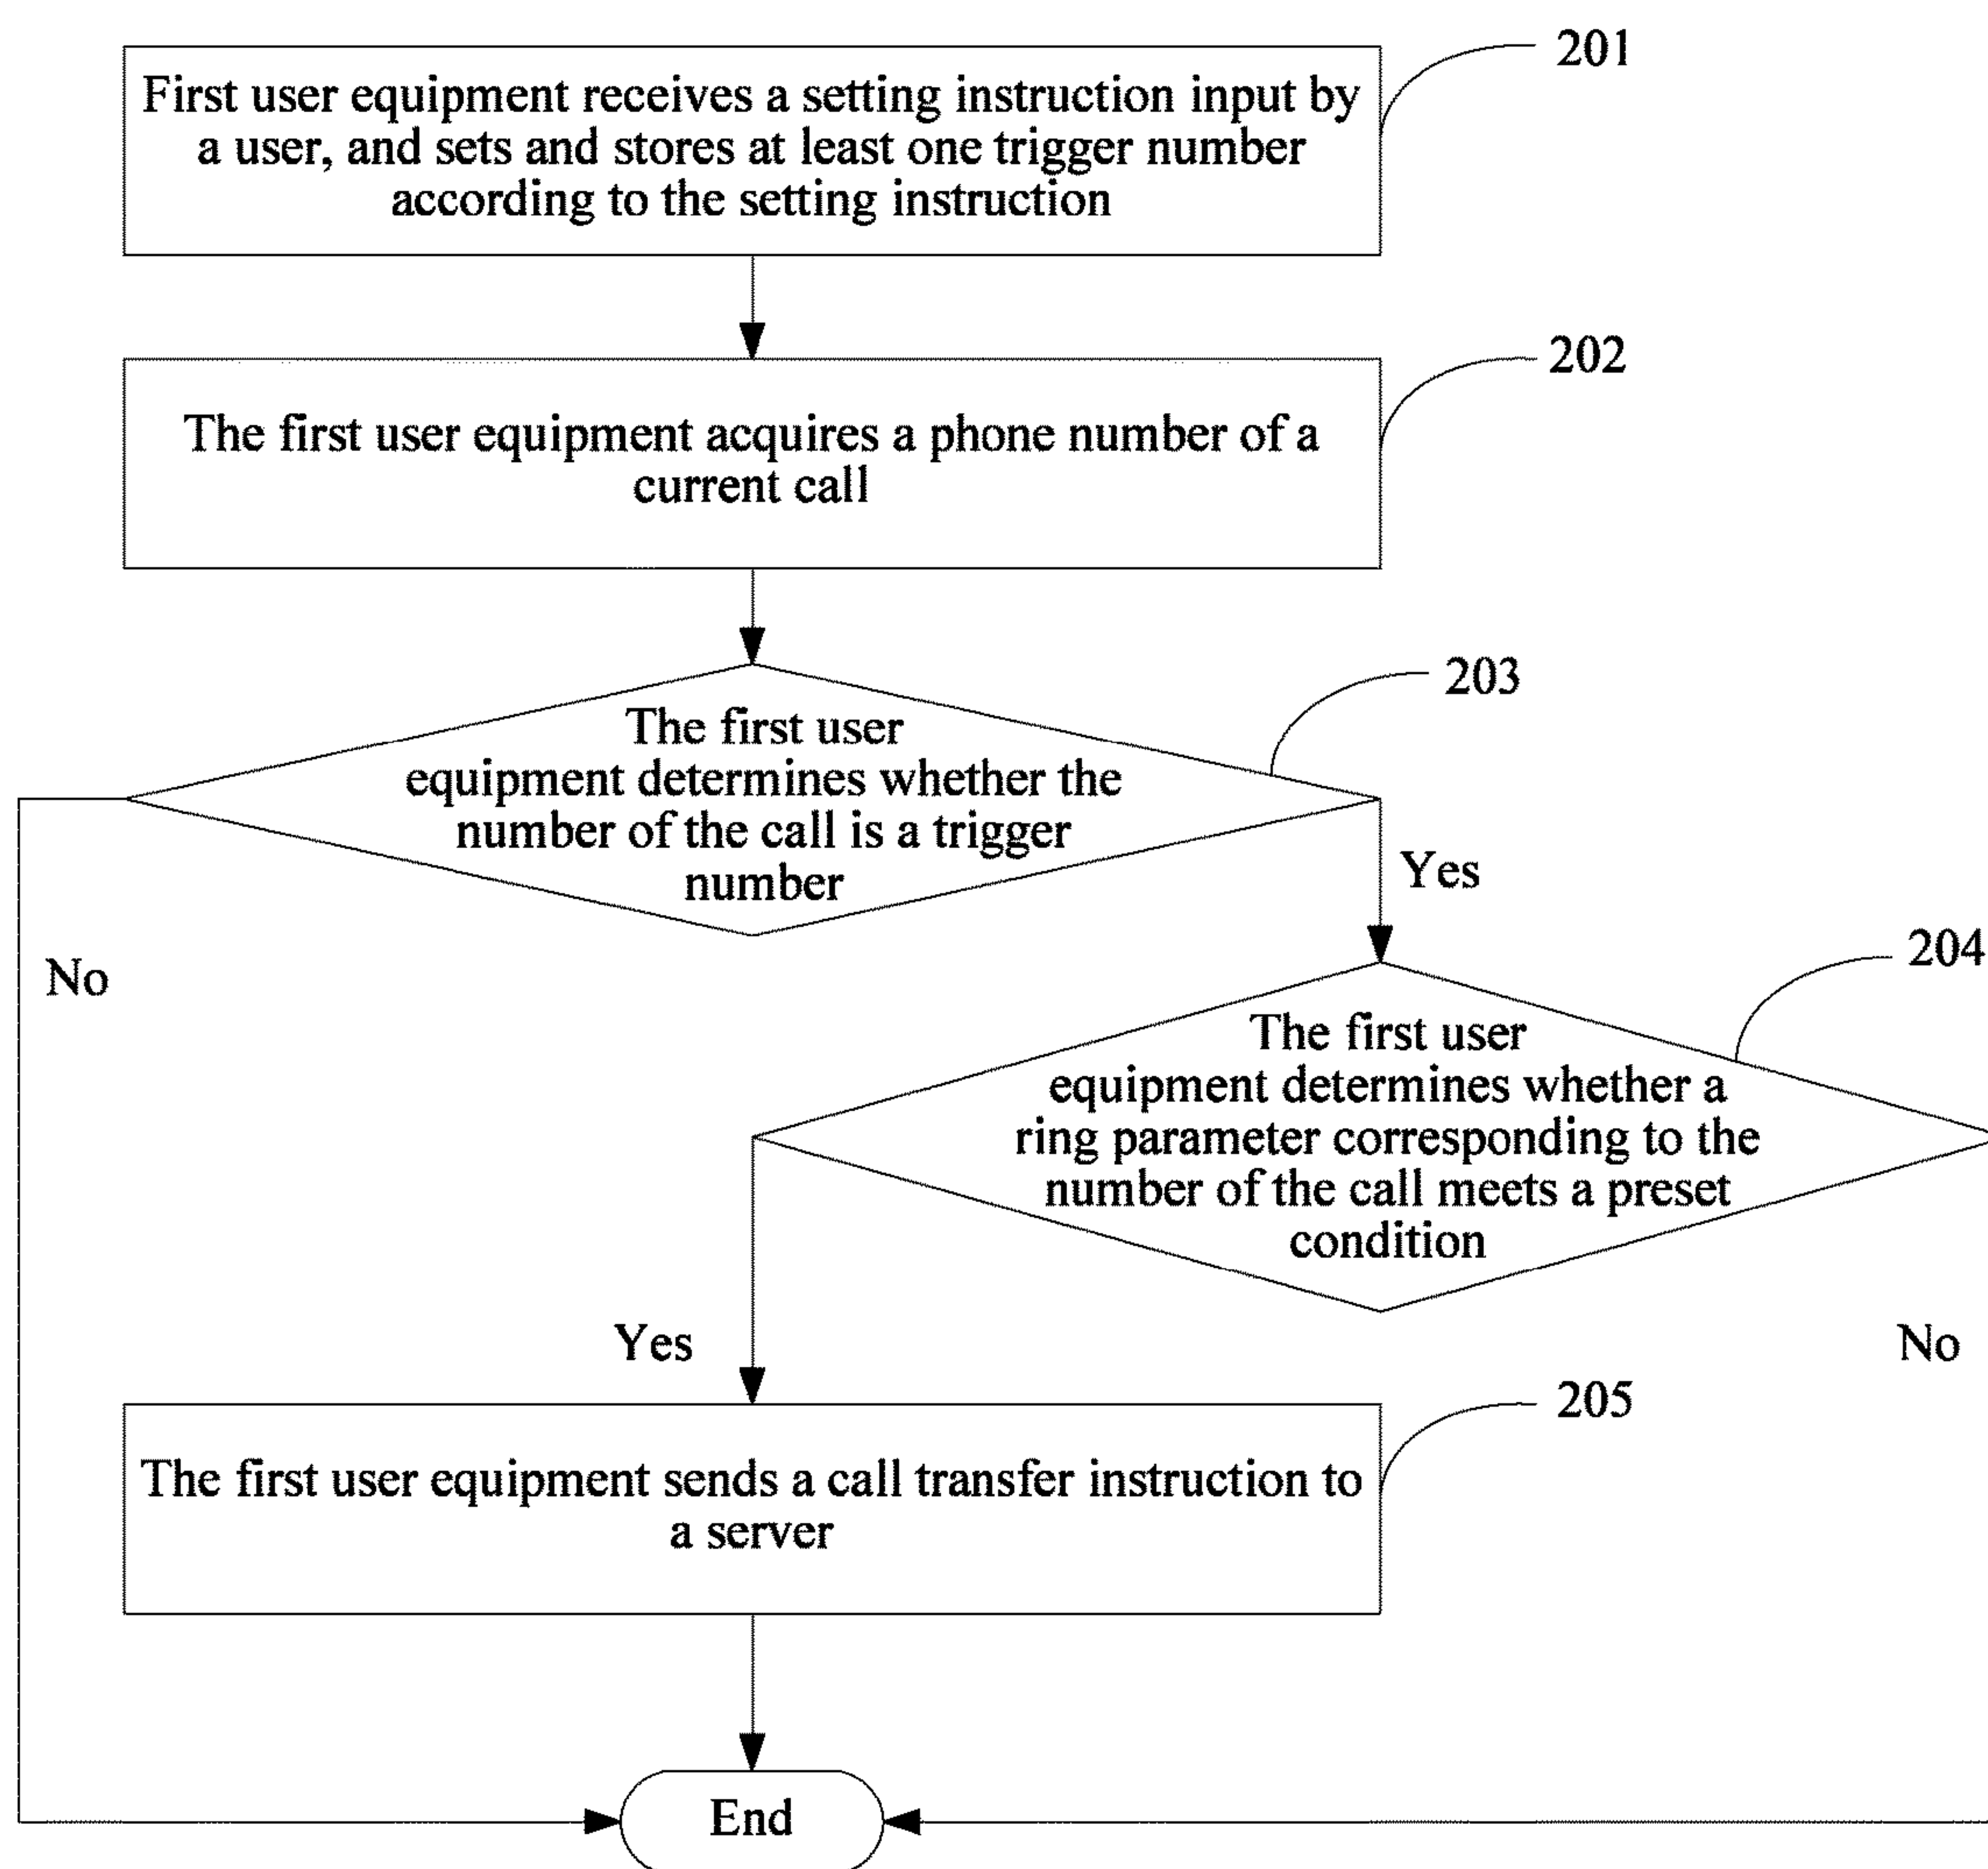 201
First user equipment receives a setting instruction input by
a user, and sets and stores at least one trigger number
according to the setting instruction
202
The first user equipment acquires a phone number of a
current call
203
The first user
equipment determines whether the
number of the call is a trigger
number
Yes
No
204
The first user
equipment determines whether a
ring parameter corresponding to the
number of the call meets a preset
condition
Yes
No
205
The first user equipment sends a call transfer instruction to
a server
End